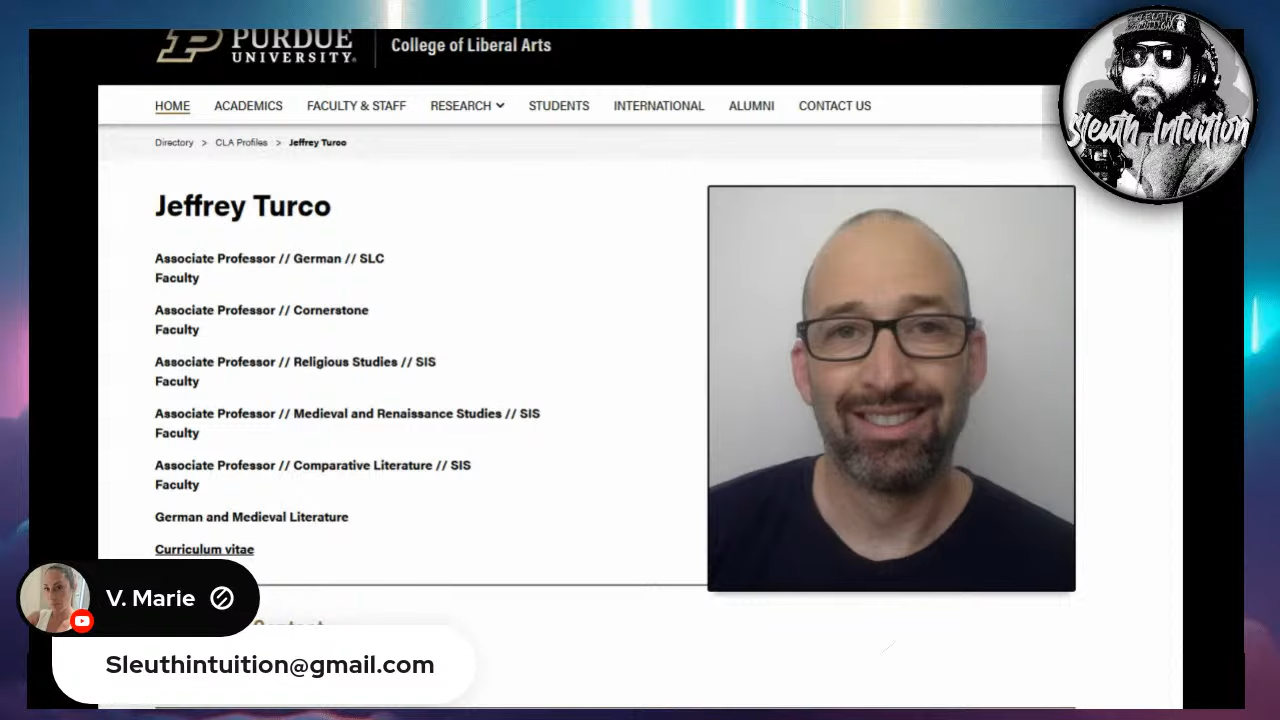 PURDUE
UNIVERSITY®
College of Liberal Arts
HOME ACADEMICS FACULTY & STAFF RESEARCH STUDENTS INTERNATIONAL ALUMNI CONTACT US
Directory > CLA Profiles > Jeffrey Turco
Jeffrey Turco
Associate Professor // German // SLC
Faculty
Associate Professor // Cornerstone
Faculty
Associate Professor // Religious Studies // SIS
Faculty
Associate Professor // Medieval and Renaissance Studies // SIS
Faculty
Associate Professor // Comparative Literature // SIS
Faculty
German and Medieval Literature
Curriculum vitae
V. Marie
Sleuthintuition@gmail.com
Sleuth Intuition